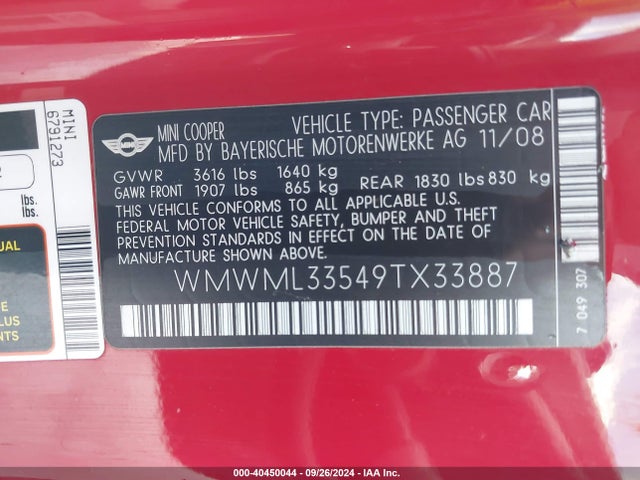 MINI COOPER VEHICLE TYPE: PASSENGER CAR
MFD BY BAYERISCHE MOTORENWERKE AG 11/08
GVWR 3616 lbs 1640 kg
GAWR FRONT 1907 lbs 865 kg REAR 1830 lbs 830 kg
THIS VEHICLE CONFORMS TO ALL APPLICABLE U.S.
FEDERAL MOTOR VEHICLE SAFETY, BUMPER AND THEFT
PREVENTION STANDARDS IN EFFECT ON THE DATE OF
MANUFACTURE SHOWN ABOVE.
WMWML33549TX33887
7 049 307
MINI
6791273
MINI
lbs.
lbs.
UAL
LUS
NTS
000-40450044 - 09/26/2024 - IAA Inc.